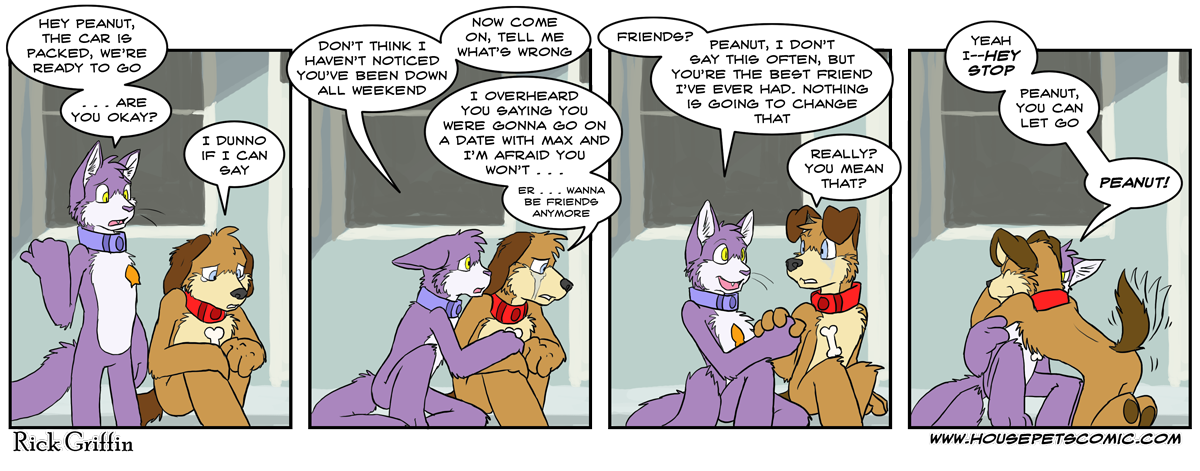 HEY PEANUT,
THE CAR IS
PACKED, WE'RE
READY TO GO
. . . ARE
YOU OKAY?
I DUNNO
IF I CAN
SAY
DON'T THINK I
HAVEN'T NOTICED
YOU'VE BEEN DOWN
ALL WEEKEND
NOW COME
ON, TELL ME
WHAT'S WRONG
I OVERHEARD
YOU SAYING YOU
WERE GONNA GO ON
A DATE WITH MAX AND
I'M AFRAID YOU
WON'T . . .
ER . . . WANNA
BE FRIENDS
ANYMORE
FRIENDS?
PEANUT, I DON'T
SAY THIS OFTEN, BUT
YOU'RE THE BEST FRIEND
I'VE EVER HAD. NOTHING
IS GOING TO CHANGE
THAT
REALLY?
YOU MEAN
THAT?
YEAH
I--HEY
STOP
PEANUT,
YOU CAN
LET GO
PEANUT!
Rick Griffin
WWW.HOUSEPETSCOMIC.COM